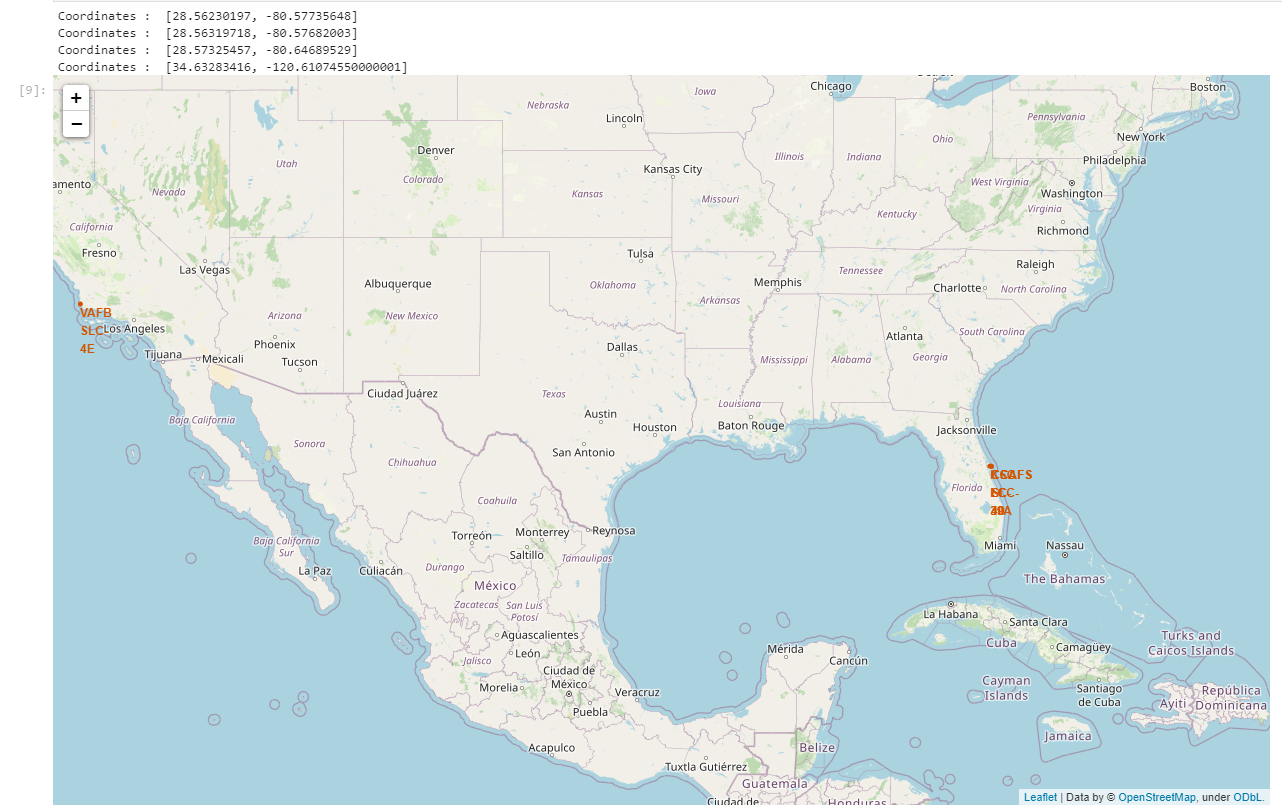 Coordinates :  [28.56230197, -80.57735648]
Coordinates :  [28.56319718, -80.57682003]
Coordinates :  [28.57325457, -80.64689529]
Coordinates :  [34.63283416, -120.61074550000001]
[9]:
+
−
Chicago
Boston
Iowa
Nebraska
Lincoln
Pennsylvania
New York
Ohio
Denver
Utah
Illinois
Indiana
Philadelphia
Kansas City
Colorado
amento
Nevada
Kansas
Missouri
West Virginia
Washington
Virginia
Kentucky
California
Richmond
Fresno
Tulsa
Las Vegas
Raleigh
Tennessee
Albuquerque
Oklahoma
Memphis
Charlotte
North Carolina
Arkansas
VAFB
SLC-
4E
Los Angeles
Arizona
New Mexico
South Carolina
Atlanta
Phoenix
Dallas
Tijuana
Mexicali
Tucson
Mississippi
Alabama
Georgia
Ciudad Juárez
Texas
Louisiana
Austin
Baja California
Houston
Baton Rouge
Jacksonville
Sonora
San Antonio
Chihuahua
Florida
Coahuila
Reynosa
Torreón
Monterrey
Miami
Nassau
Baja California
Sur
Saltillo
Tamaulipas
La Paz
Culiacán
Durango
The Bahamas
México
Zacatecas
San Luis
Potosí
La Habana
Santa Clara
Aguascalientes
Cuba
Camagüey
Turks and
Caicos Islands
León
Jalisco
Mérida
Cancún
Ciudad de
México
Morelia
Veracruz
Cayman
Islands
Santiago
de Cuba
República
Dominicana
Ayiti
Puebla
Jamaica
Acapulco
Belize
Tuxtla Gutiérrez
Guatemala
Ciudad de
Honduras
Leaflet | Data by © OpenStreetMap, under ODbL.